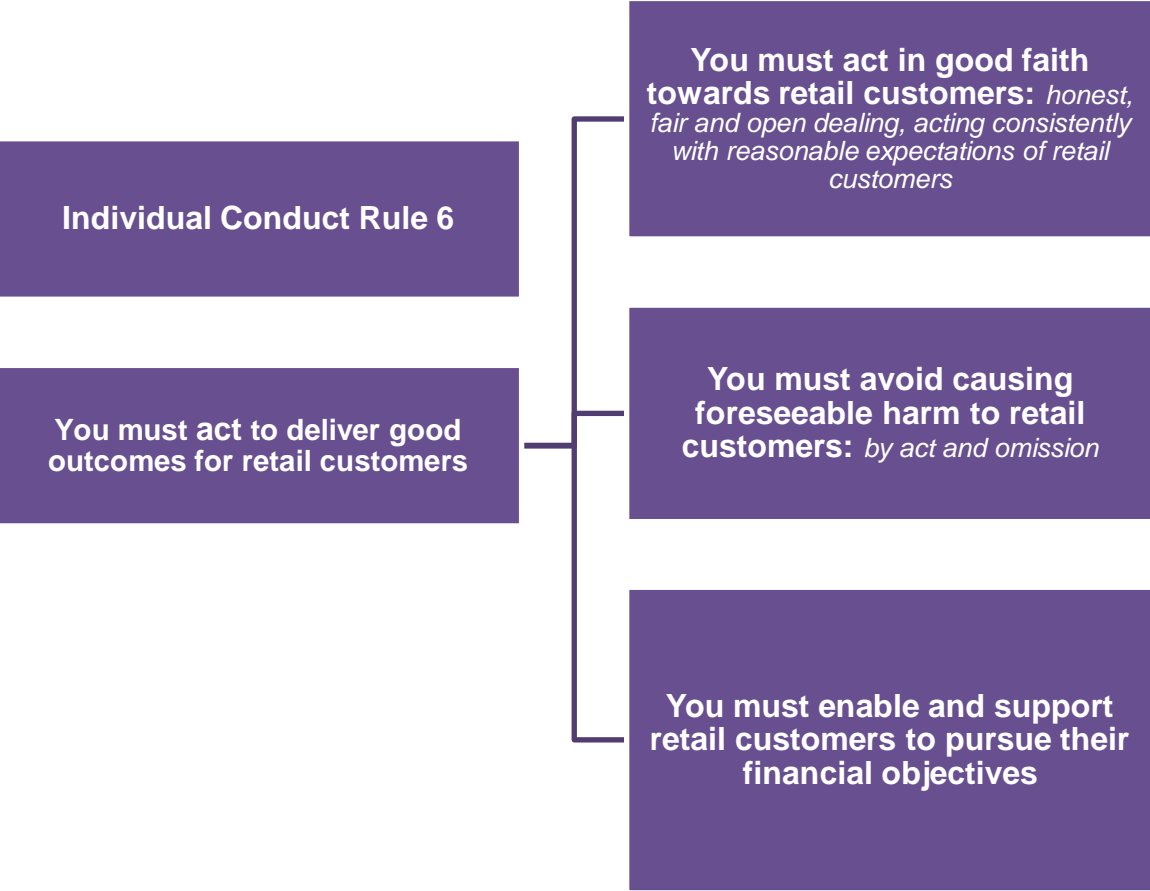 Individual Conduct Rule 6
You must act to deliver good
outcomes for retail customers
You must act in good faith
towards retail customers: honest,
fair and open dealing, acting consistently
with reasonable expectations of retail
customers
You must avoid causing
foreseeable harm to retail
customers: by act and omission
You must enable and support
retail customers to pursue their
financial objectives